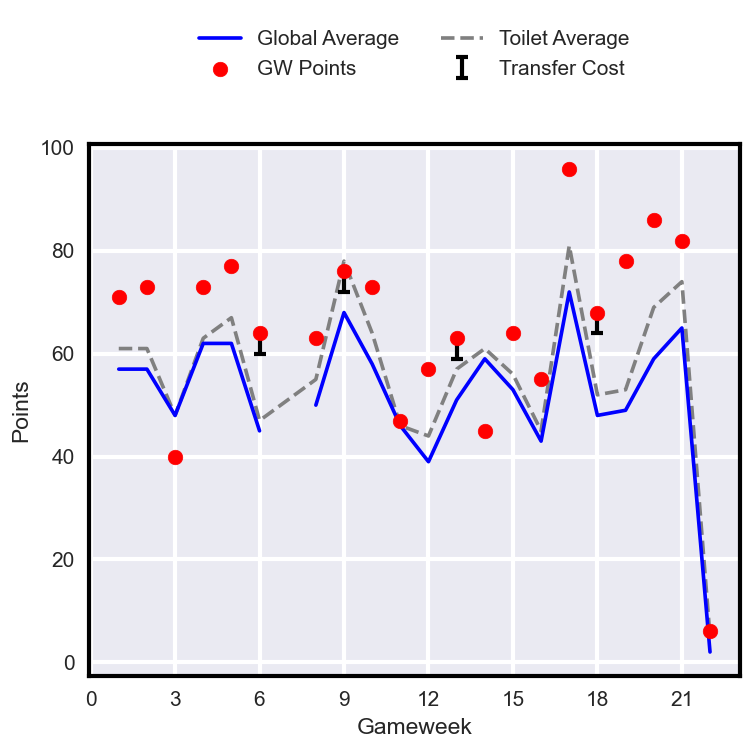 Global Average
Toilet Average
GW Points
Transfer Cost
100
80
60
40
20
0
Points
0 3 6 9 12 15 18 21
Gameweek